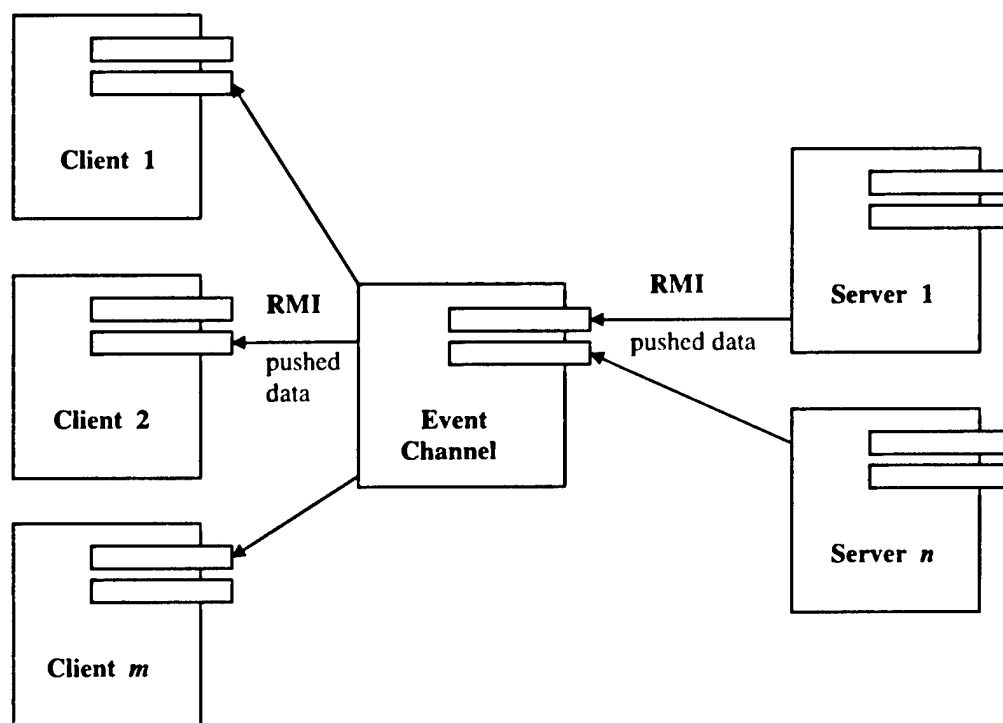 Client 1
Client 2
Client m
RMI
pushed
data
Event
Channel
RMI
pushed data
Server 1
Server n